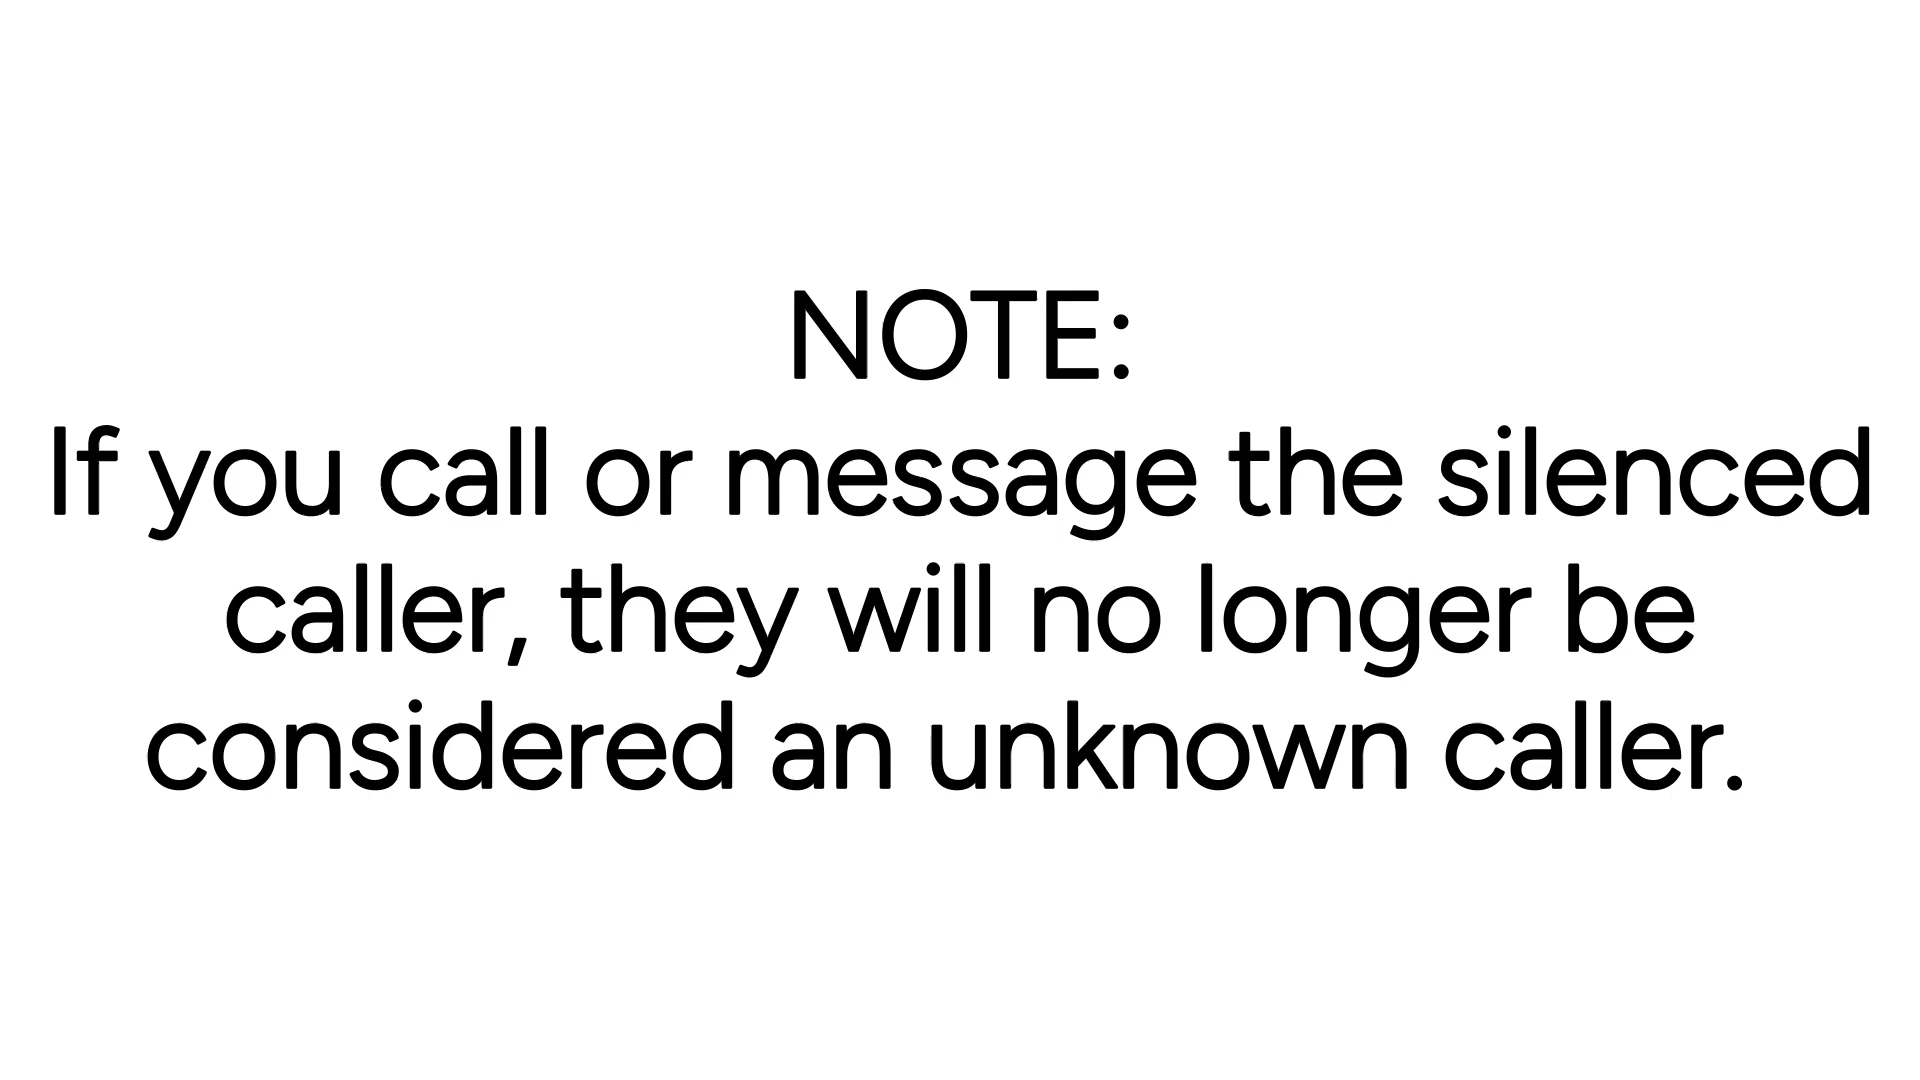 NOTE:
If you call or message the silenced
caller, they will no longer be
considered an unknown caller.